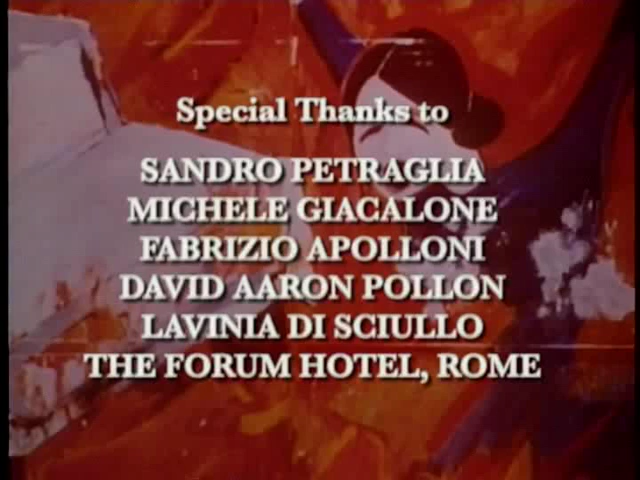 Special Thanks to
SANDRO PETRAGLIA
MICHELE GIACALONE
FABRIZIO APOLLONI
DAVID AARON POLLON
LAVINIA DI SCIULLO
THE FORUM HOTEL, ROME